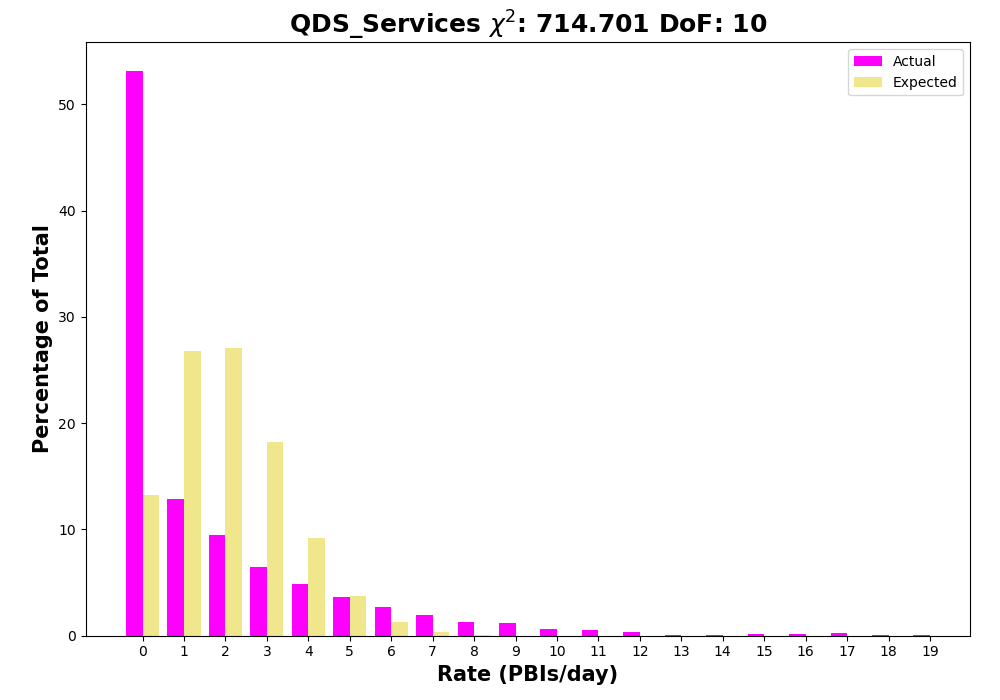 QDS_Services χ²: 714.701 DoF: 10
Actual
Expected
50
40
30
20
10
0
Percentage of Total
0 1 2 3 4 5 6 7 8 9 10 11 12 13 14 15 16 17 18 19
Rate (PBIs/day)